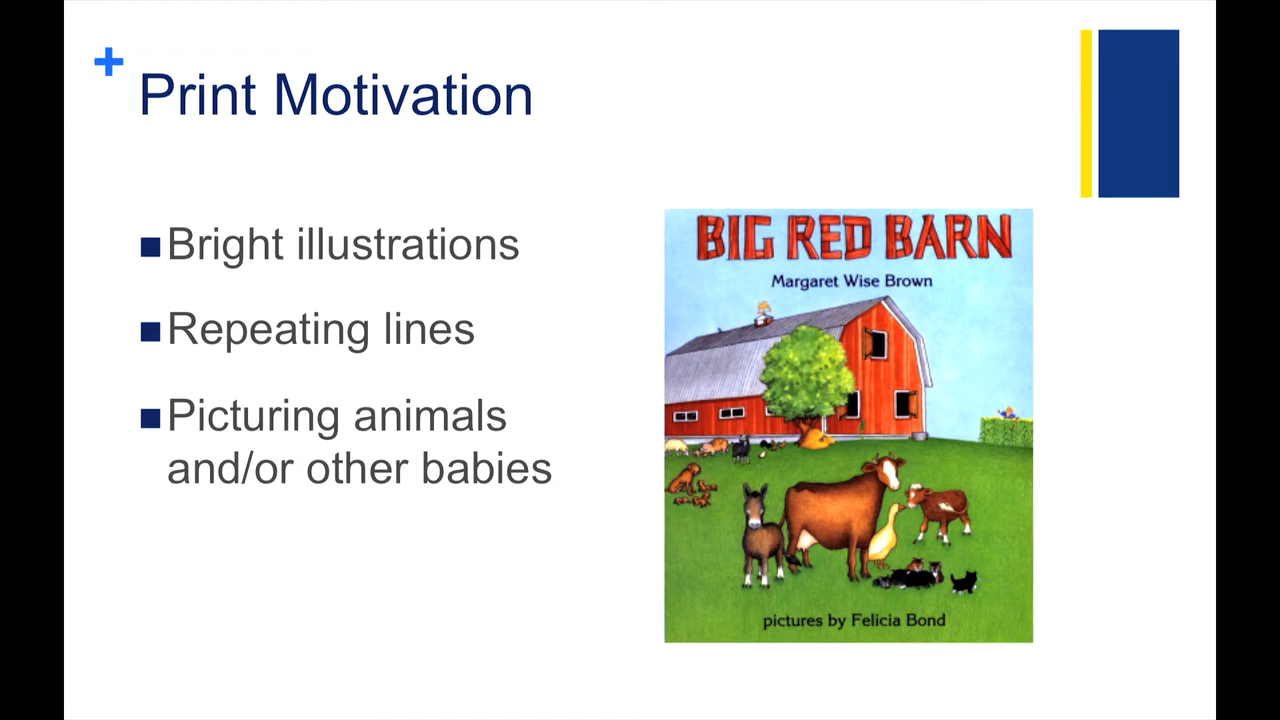 Print Motivation
Bright illustrations
Repeating lines
Picturing animals
and/or other babies
BIG RED BARN
Margaret Wise Brown
pictures by Felicia Bond